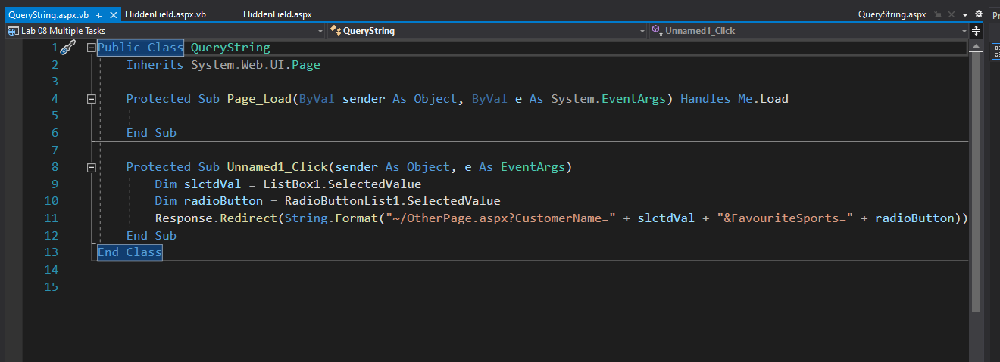 QueryString.aspx.vb HiddenField.aspx.vb HiddenField.aspx QueryString.aspx
Lab 08 Multiple Tasks QueryString Unnamed1_Click
1 Public Class QueryString
2 Inherits System.Web.UI.Page
3
4 Protected Sub Page_Load(ByVal sender As Object, ByVal e As System.EventArgs) Handles Me.Load
5
6 End Sub
7
8 Protected Sub Unnamed1_Click(sender As Object, e As EventArgs)
9 Dim slctdVal = ListBox1.SelectedValue
10 Dim radioButton = RadioButtonList1.SelectedValue
11 Response.Redirect(String.Format("~/OtherPage.aspx?CustomerName=" + slctdVal + "&FavouriteSports=" + radioButton))
12 End Sub
13 End Class
14
15